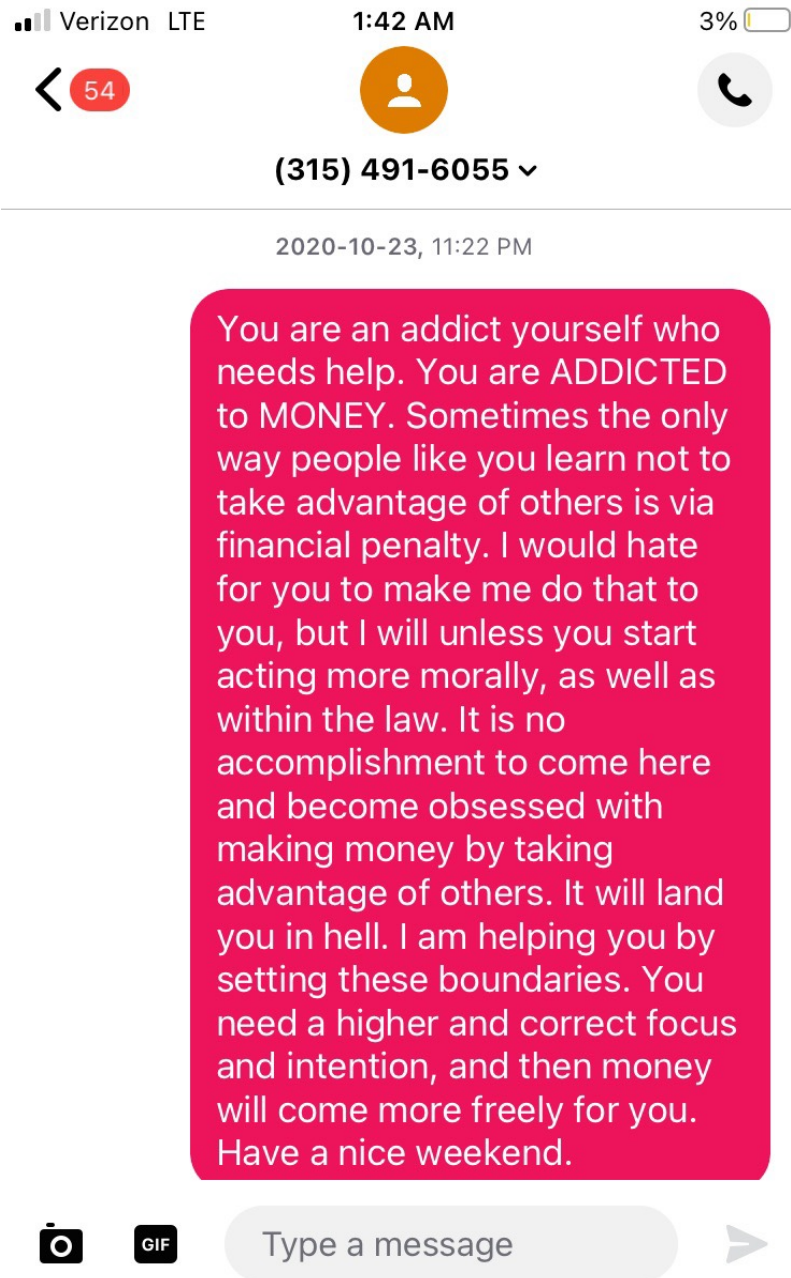 Verizon LTE 1:42 AM 3%
54
(315) 491-6055
2020-10-23, 11:22 PM
You are an addict yourself who
needs help. You are ADDICTED
to MONEY. Sometimes the only
way people like you learn not to
take advantage of others is via
financial penalty. I would hate
for you to make me do that to
you, but I will unless you start
acting more morally, as well as
within the law. It is no
accomplishment to come here
and become obsessed with
making money by taking
advantage of others. It will land
you in hell. I am helping you by
setting these boundaries. You
need a higher and correct focus
and intention, and then money
will come more freely for you.
Have a nice weekend.
GIF Type a message